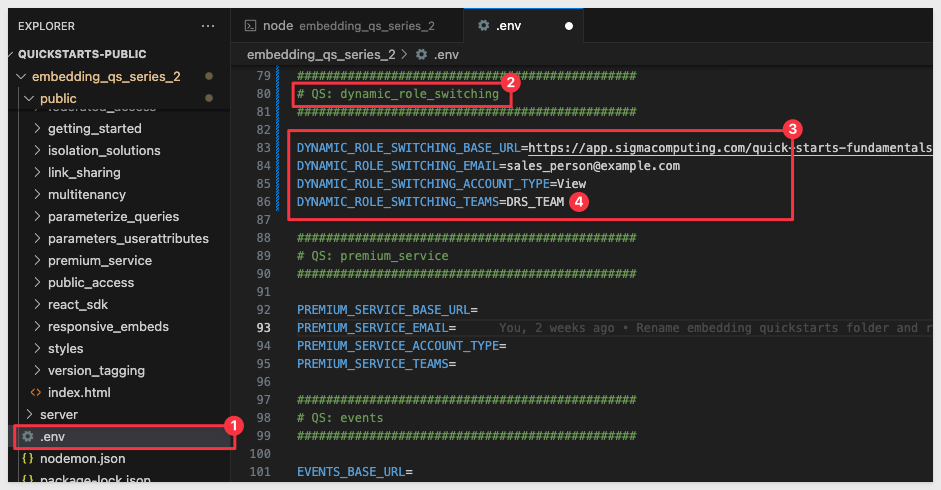 EXPLORER ···
QUICKSTARTS-PUBLIC
embedding_qs_series_2
public
federated_access
getting_started
isolation_solutions
link_sharing
multitenancy
parameterize_queries
parameters_userattributes
premium_service
public_access
react_sdk
responsive_embeds
styles
version_tagging
<> index.html
server
.env
1
{} nodemon.json
{} package-lock.json
node embedding_qs_series_2
.env
embedding_qs_series_2 > .env
79 ###############################################
2
80 # QS: dynamic_role_switching
81 ###############################################
82
3
83 DYNAMIC_ROLE_SWITCHING_BASE_URL=https://app.sigmacomputing.com/quick-starts-fundamentals
84 DYNAMIC_ROLE_SWITCHING_EMAIL=sales_person@example.com
85 DYNAMIC_ROLE_SWITCHING_ACCOUNT_TYPE=View
86 DYNAMIC_ROLE_SWITCHING_TEAMS=DRS_TEAM 4
87
88 ###############################################
89 # QS: premium_service
90 ###############################################
91
92 PREMIUM_SERVICE_BASE_URL=
93 PREMIUM_SERVICE_EMAIL= You, 2 weeks ago • Rename embedding quickstarts folder and r
94 PREMIUM_SERVICE_ACCOUNT_TYPE=
95 PREMIUM_SERVICE_TEAMS=
96
97 ###############################################
98 # QS: events
99 ###############################################
100
101 EVENTS_BASE_URL=